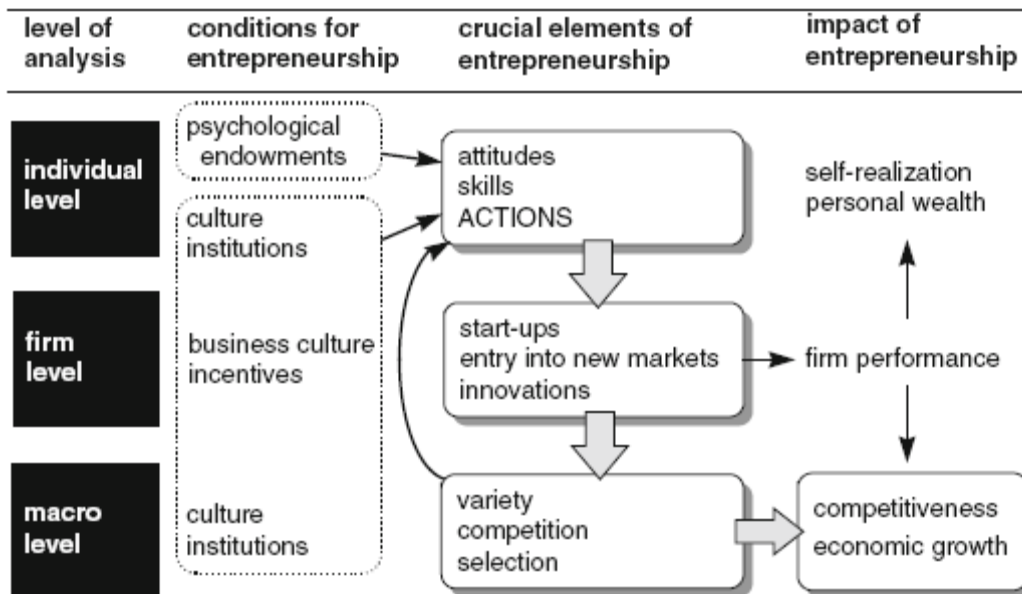 level of
analysis
conditions for
entrepreneurship
crucial elements of
entrepreneurship
impact of
entrepreneurship
individual
level
psychological
endowments
culture
institutions
attitudes
skills
ACTIONS
self-realization
personal wealth
firm
level
business culture
incentives
start-ups
entry into new markets
innovations
firm performance
macro
level
culture
institutions
variety
competition
selection
competitiveness
economic growth